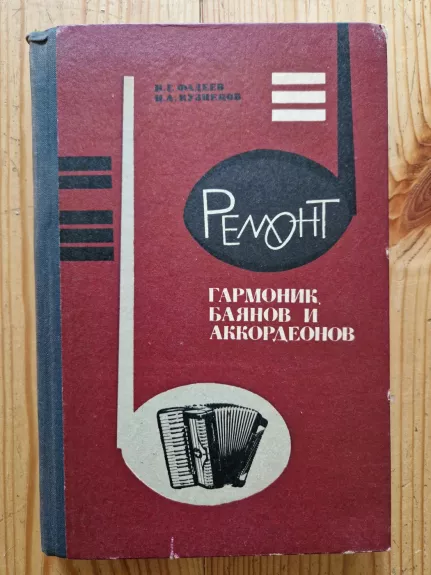 И. Г. ФАДЕЕВ
И. А. КУЗНЕЦОВ
РЕМОНТ
ГАРМОНИК,
БАЯНОВ И
АККОРДЕОНОВ